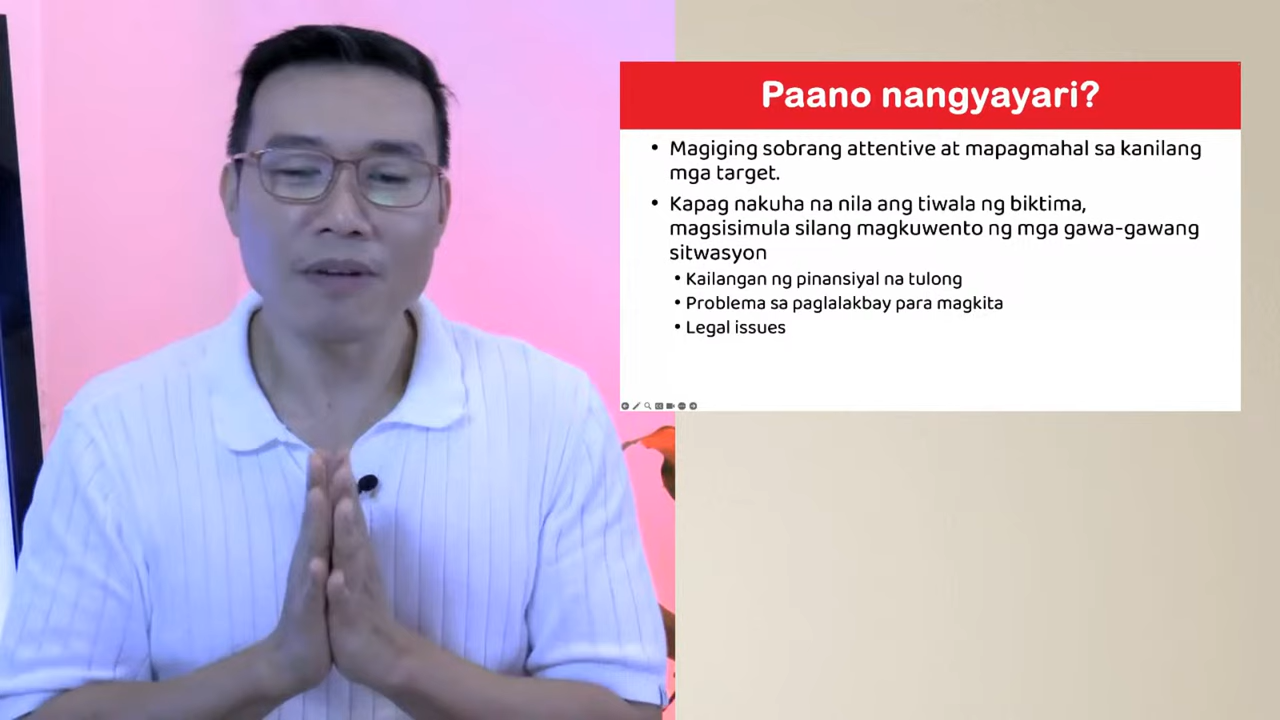 Paano nangyayari?
• Magiging sobrang attentive at mapagmahal sa kanilang
mga target.
• Kapag nakuha na nila ang tiwala ng biktima,
magsisimula silang magkuwento ng mga gawa-gawang
sitwasyon
• Kailangan ng pinansiyal na tulong
• Problema sa paglalakbay para magkita
• Legal issues